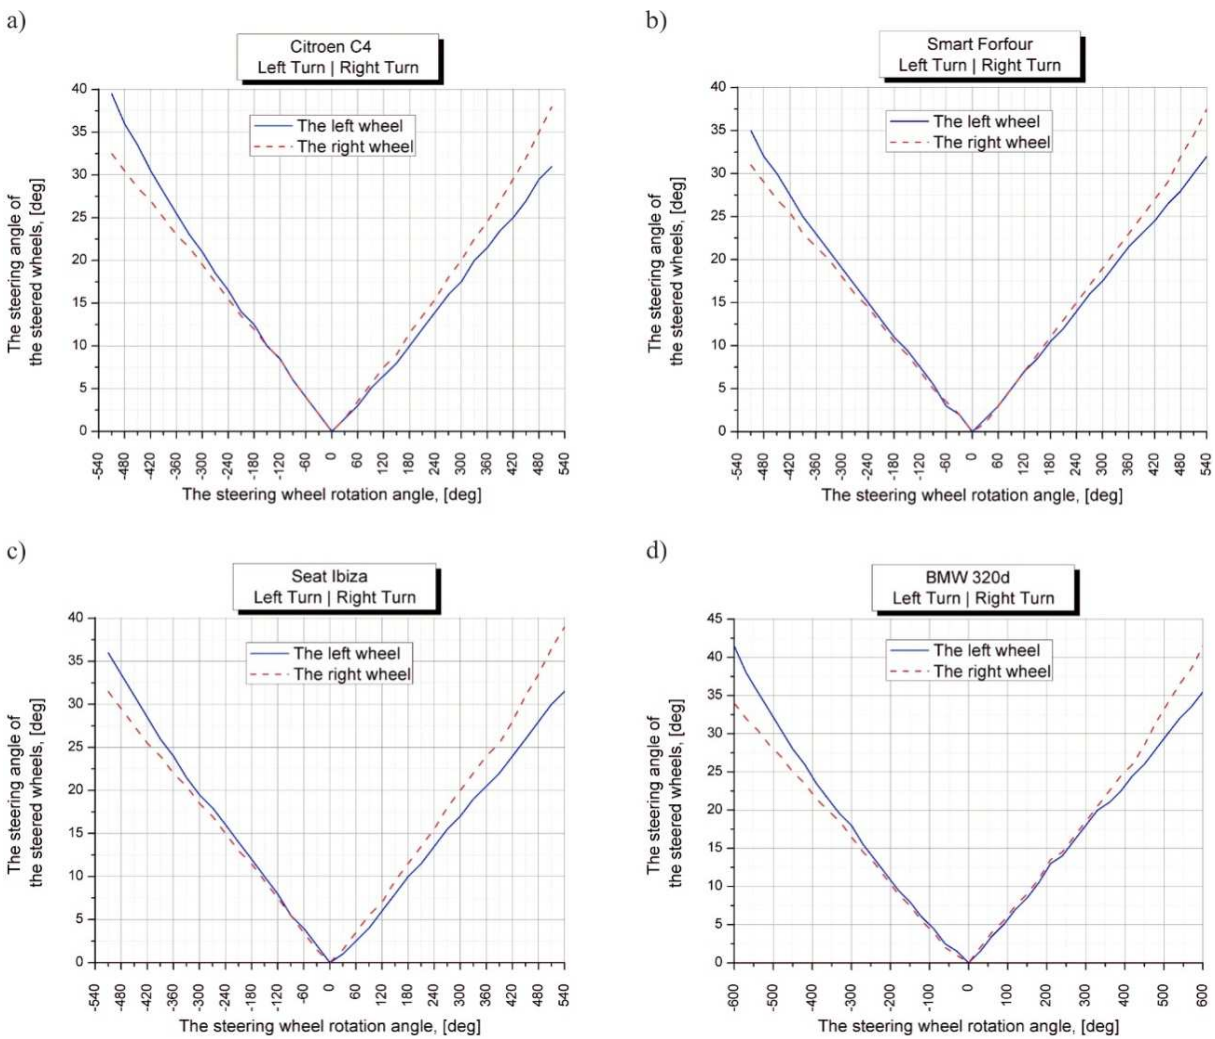 a)
Citroen C4
Left Turn | Right Turn
The left wheel
The right wheel
The steering angle of
the steered wheels, [deg]
40
35
30
25
20
15
10
5
0
-540 -480 -420 -360 -300 -240 -180 -120 -60 0 60 120 180 240 300 360 420 480 540
The steering wheel rotation angle, [deg]
b)
Smart Forfour
Left Turn | Right Turn
The left wheel
The right wheel
The steering angle of
the steered wheels, [deg]
40
35
30
25
20
15
10
5
0
-540 -480 -420 -360 -300 -240 -180 -120 -60 0 60 120 180 240 300 360 420 480 540
The steering wheel rotation angle, [deg]
c)
Seat Ibiza
Left Turn | Right Turn
The left wheel
The right wheel
The steering angle of
the steered wheels, [deg]
40
35
30
25
20
15
10
5
0
-540 -480 -420 -360 -300 -240 -180 -120 -60 0 60 120 180 240 300 360 420 480 540
The steering wheel rotation angle, [deg]
d)
BMW 320d
Left Turn | Right Turn
The left wheel
The right wheel
The steering angle of
the steered wheels, [deg]
45
40
35
30
25
20
15
10
5
0
-600 -500 -400 -300 -200 -100 0 100 200 300 400 500 600
The steering wheel rotation angle, [deg]